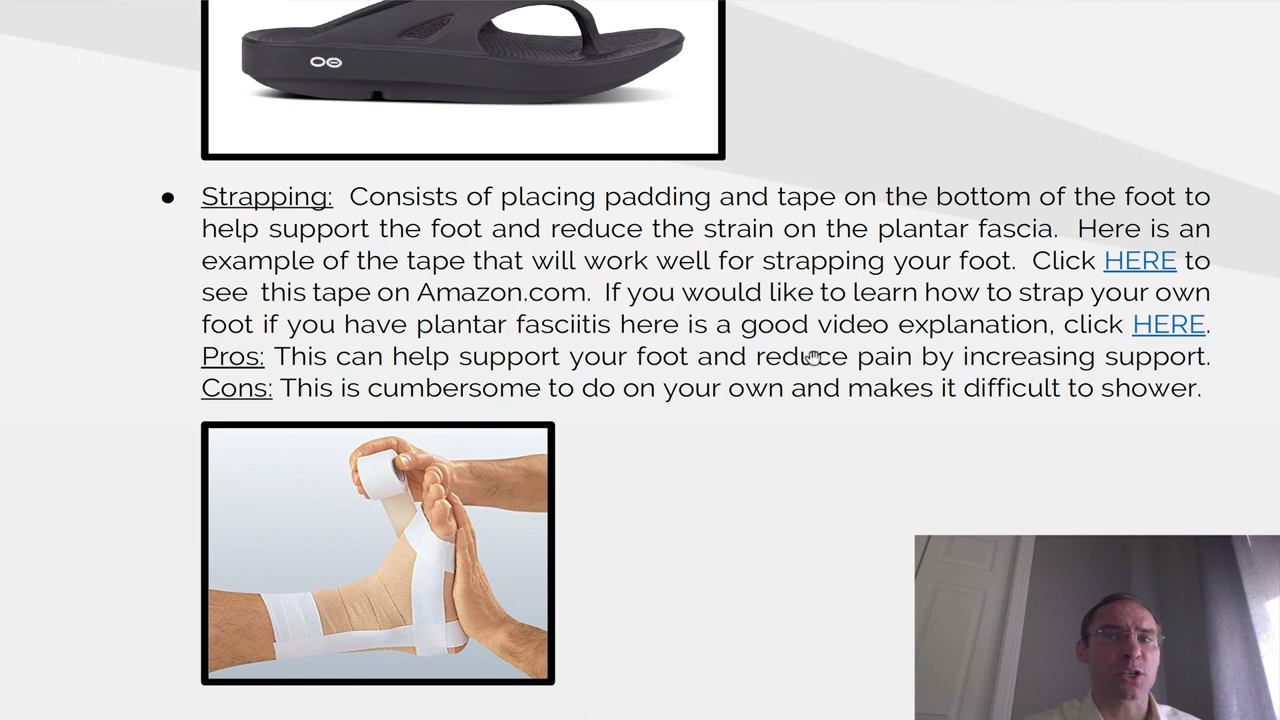 Strapping: Consists of placing padding and tape on the bottom of the foot to
help support the foot and reduce the strain on the plantar fascia. Here is an
example of the tape that will work well for strapping your foot. Click HERE to
see this tape on Amazon.com. If you would like to learn how to strap your own
foot if you have plantar fasciitis here is a good video explanation, click HERE.
Pros: This can help support your foot and reduce pain by increasing support.
Cons: This is cumbersome to do on your own and makes it difficult to shower.